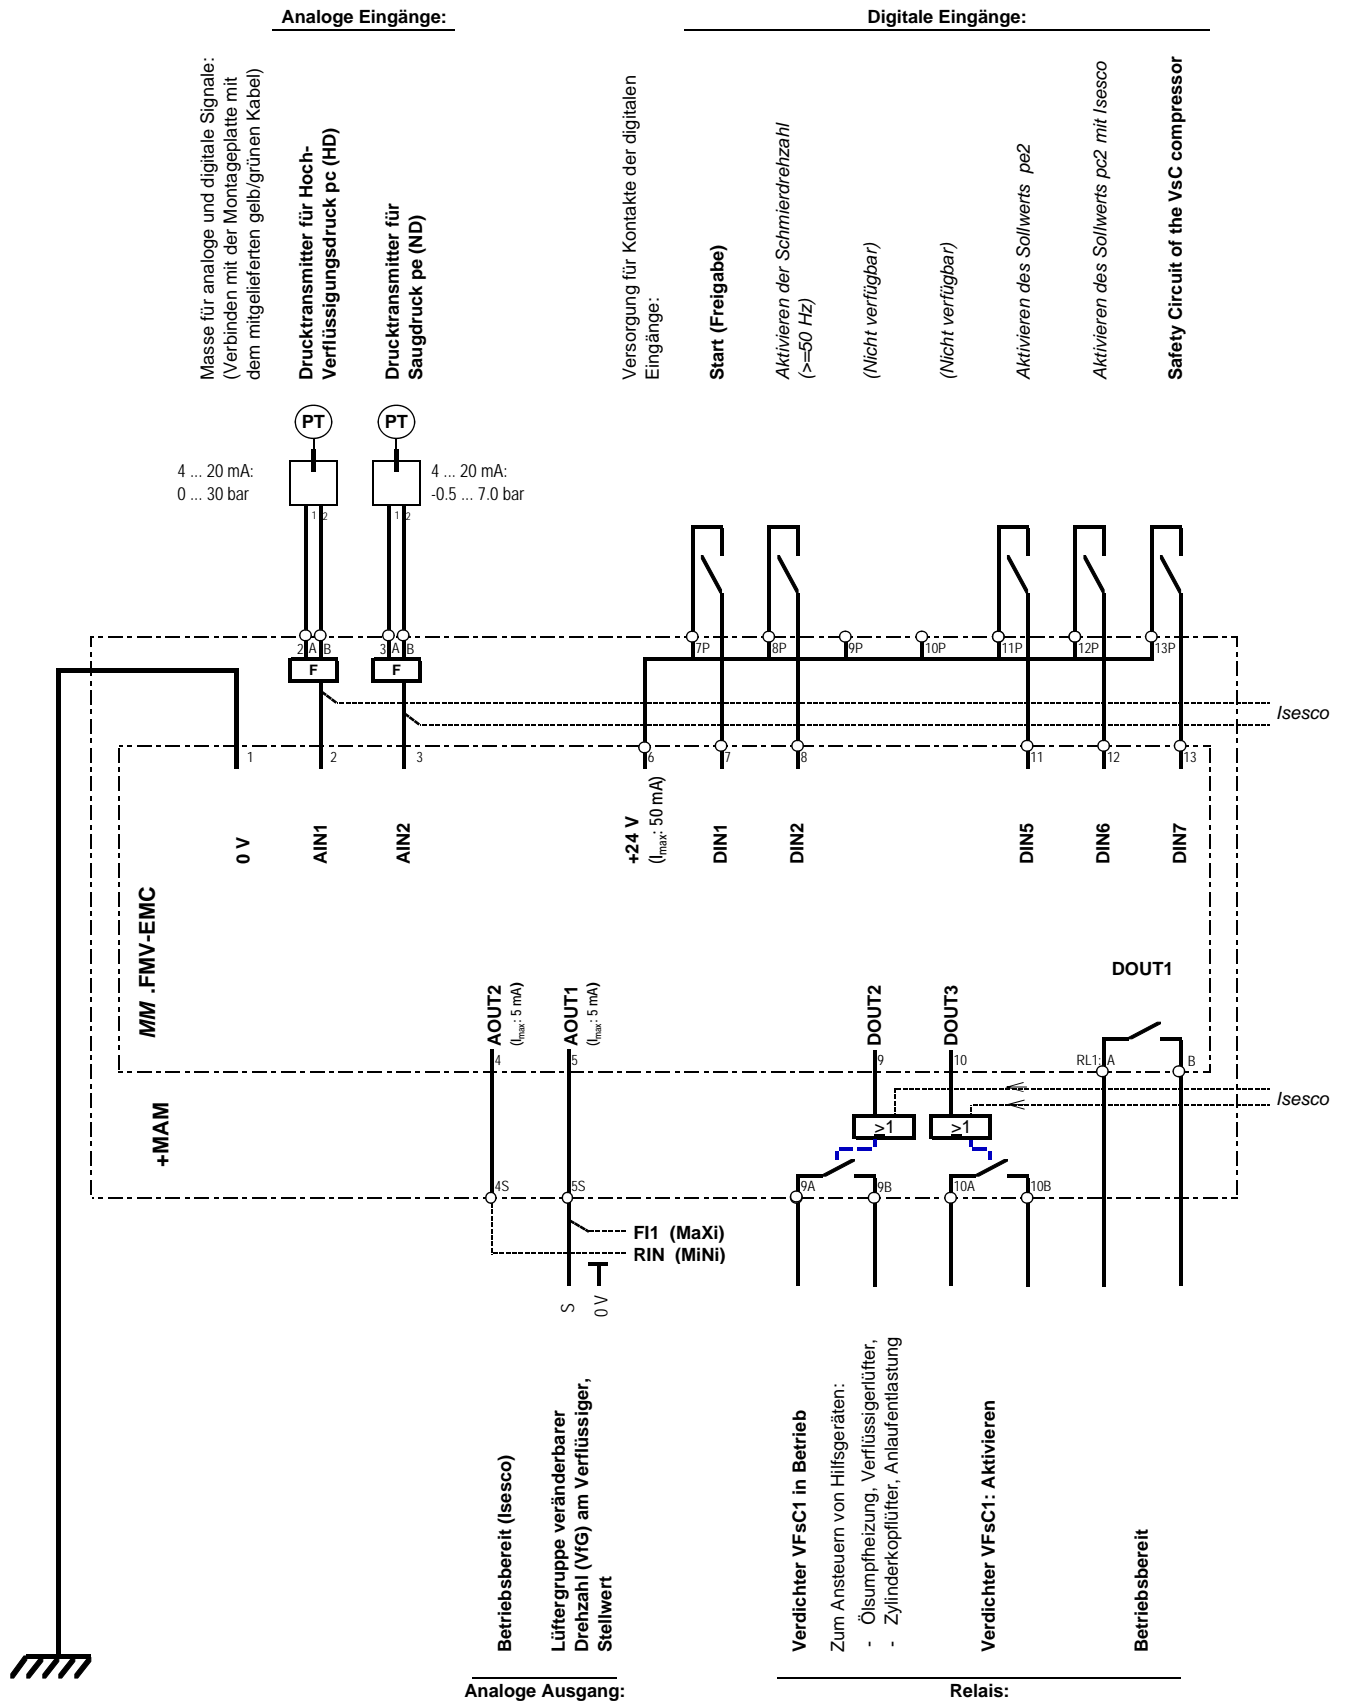 Analoge Eingänge:
Digitale Eingänge:
Masse für analoge und digitale Signale:
(Verbinden mit der Montageplatte mit
dem mitgelieferten gelb/grünen Kabel)
Drucktransmitter für Hoch-
Verflüssigungsdruck pc (HD)
Drucktransmitter für
Saugdruck pe (ND)
Versorgung für Kontakte der digitalen
Eingänge:
Start (Freigabe)
Aktivieren der Schmierdrehzahl
(>=50 Hz)
(Nicht verfügbar)
(Nicht verfügbar)
Aktivieren des Sollwerts pe2
Aktivieren des Sollwerts pc2 mit Isesco
Safety Circuit of the VsC compressor
PT
PT
4 ... 20 mA:
0 ... 30 bar
4 ... 20 mA:
-0.5 ... 7.0 bar
1 2
1 2
2 A B
3 A B
7P
8P
9P
10P
11P
12P
13P
F
F
Isesco
1
2
3
6
7
8
11
12
13
0 V
AIN1
AIN2
+24 V
(Imax: 50 mA)
DIN1
DIN2
DIN5
DIN6
DIN7
MM .FMV-EMC
DOUT1
AOUT2
(Imax: 5 mA)
AOUT1
(Imax: 5 mA)
DOUT2
DOUT3
4
5
9
10
RL1: A
B
+MAM
Isesco
≥1
≥1
4S
5S
9A
9B
10A
10B
FI1 (MaXi)
RIN (MiNi)
S
0 V
Betriebsbereit (Isesco)
Lüftergruppe veränderbarer
Drehzahl (VfG) am Verflüssiger,
Stellwert
Verdichter VFsC1 in Betrieb
Zum Ansteuern von Hilfsgeräten:
- Ölsumpfheizung, Verflüssigerlüfter,
- Zylinderkopflüfter, Anlaufentlastung
Verdichter VFsC1: Aktivieren
Betriebsbereit
Analoge Ausgang:
Relais: